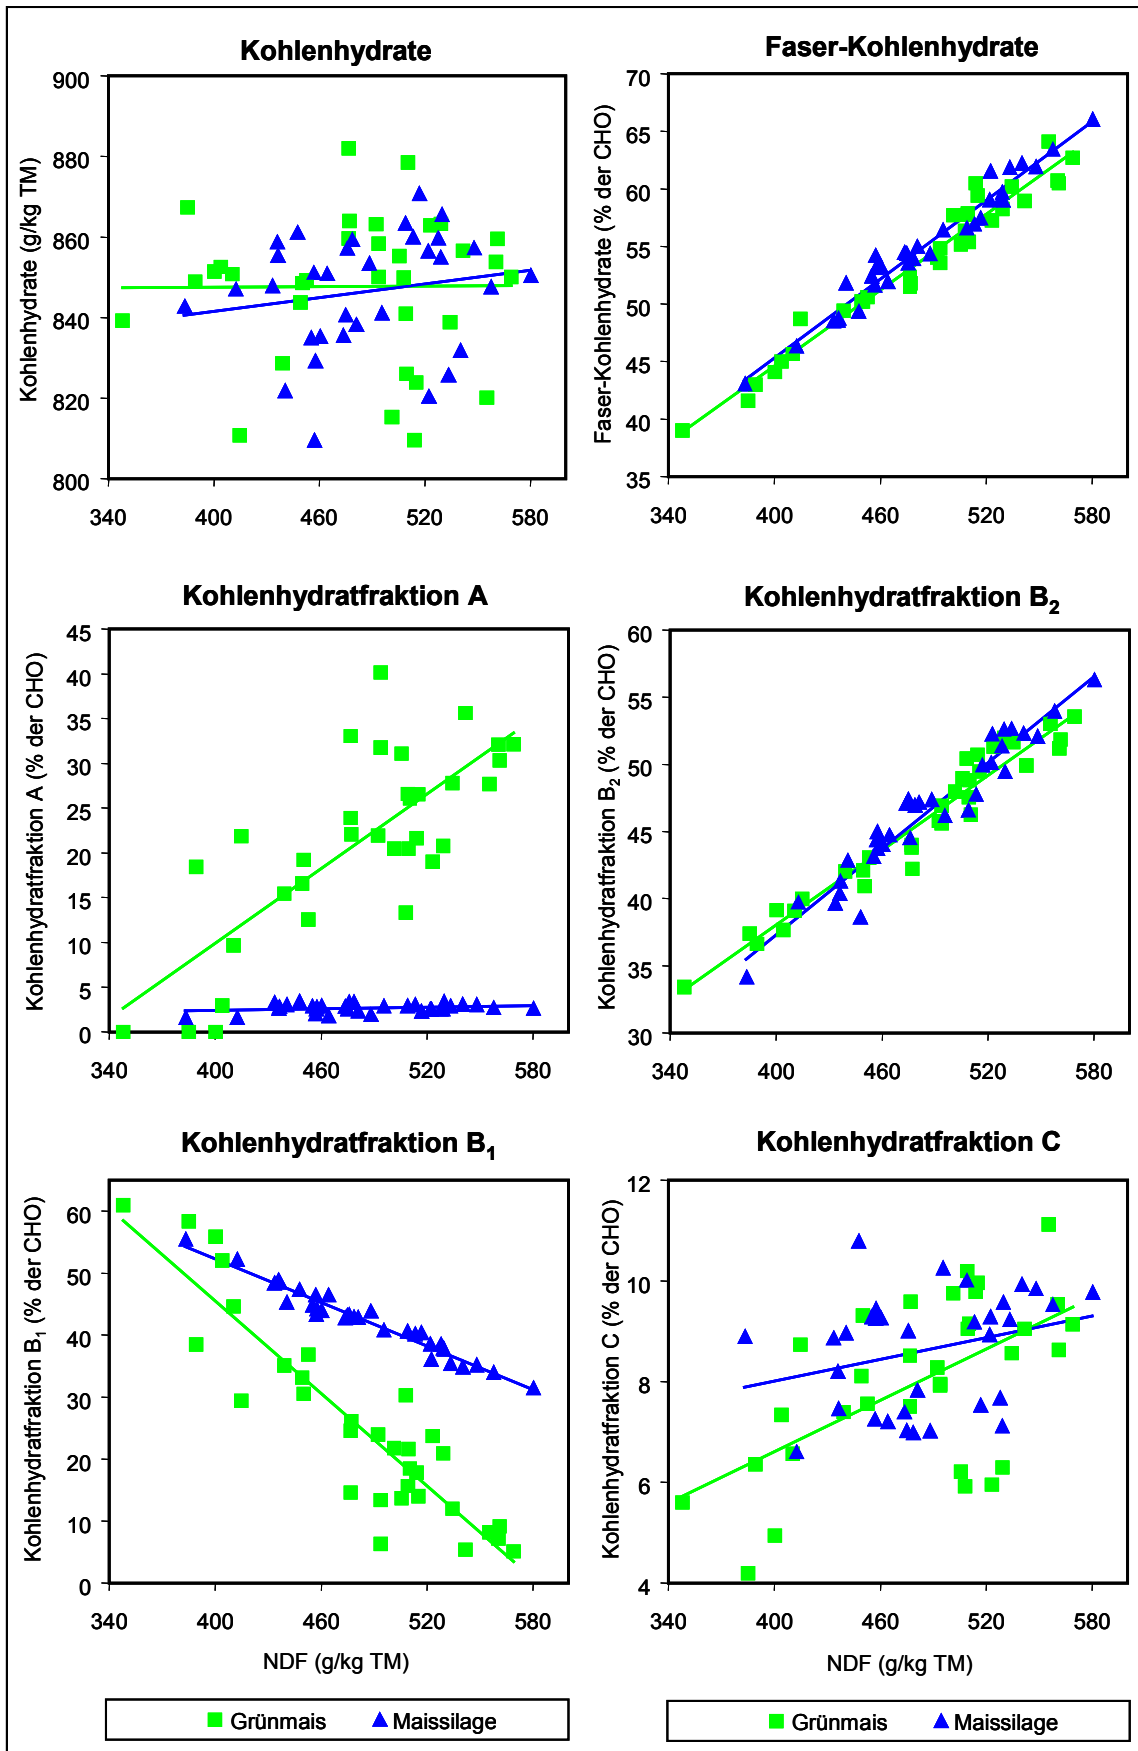 Kohlenhydrate
Kohlenhydrate (g/kg TM)
900
880
860
840
820
800
340 400 460 520 580
Faser-Kohlenhydrate
Faser-Kohlenhydrate (% der CHO)
70
65
60
55
50
45
40
35
340 400 460 520 580
Kohlenhydratfraktion A
Kohlenhydratfraktion A (% der CHO)
45
40
35
30
25
20
15
10
5
0
340 400 460 520 580
Kohlenhydratfraktion B2
Kohlenhydratfraktion B2 (% der CHO)
60
55
50
45
40
35
30
340 400 460 520 580
Kohlenhydratfraktion B1
Kohlenhydratfraktion B1 (% der CHO)
60
50
40
30
20
10
0
340 400 460 520 580
NDF (g/kg TM)
Kohlenhydratfraktion C
Kohlenhydratfraktion C (% der CHO)
12
10
8
6
4
340 400 460 520 580
NDF (g/kg TM)
Grünmais Maissilage
Grünmais Maissilage